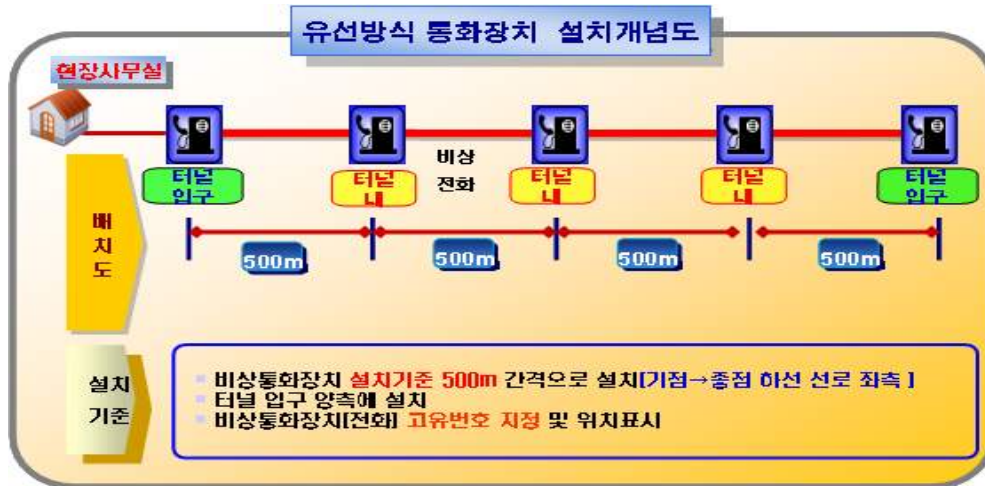 유선방식 통화장치 설치개념도
현장사무실
비상
전화
터널
입구
터널
내
터널
내
터널
내
터널
입구
배
치
도
500m
500m
500m
500m
설치
기준
비상통화장치 설치기준 500m 간격으로 설치[기점→종점 하선 선로 좌측 ]
터널 입구 양측에 설치
비상통화장치[전화] 고유번호 지정 및 위치표시